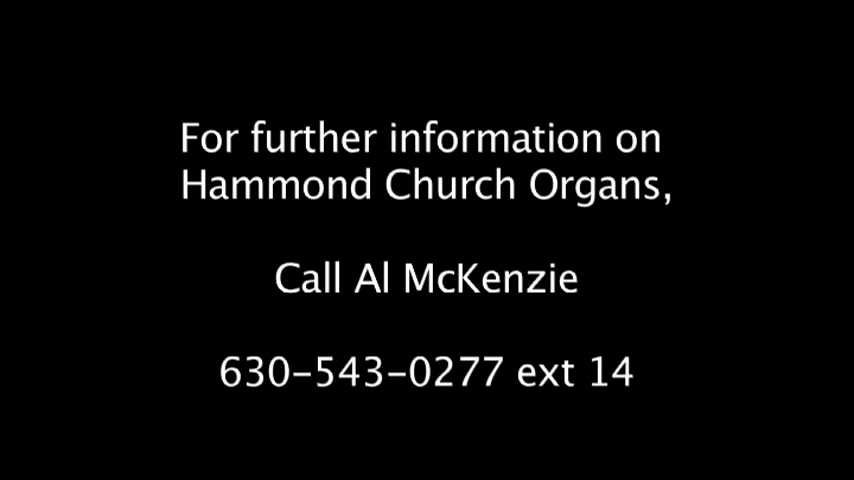 For further information on
Hammond Church Organs,
Call Al McKenzie
630-543-0277 ext 14